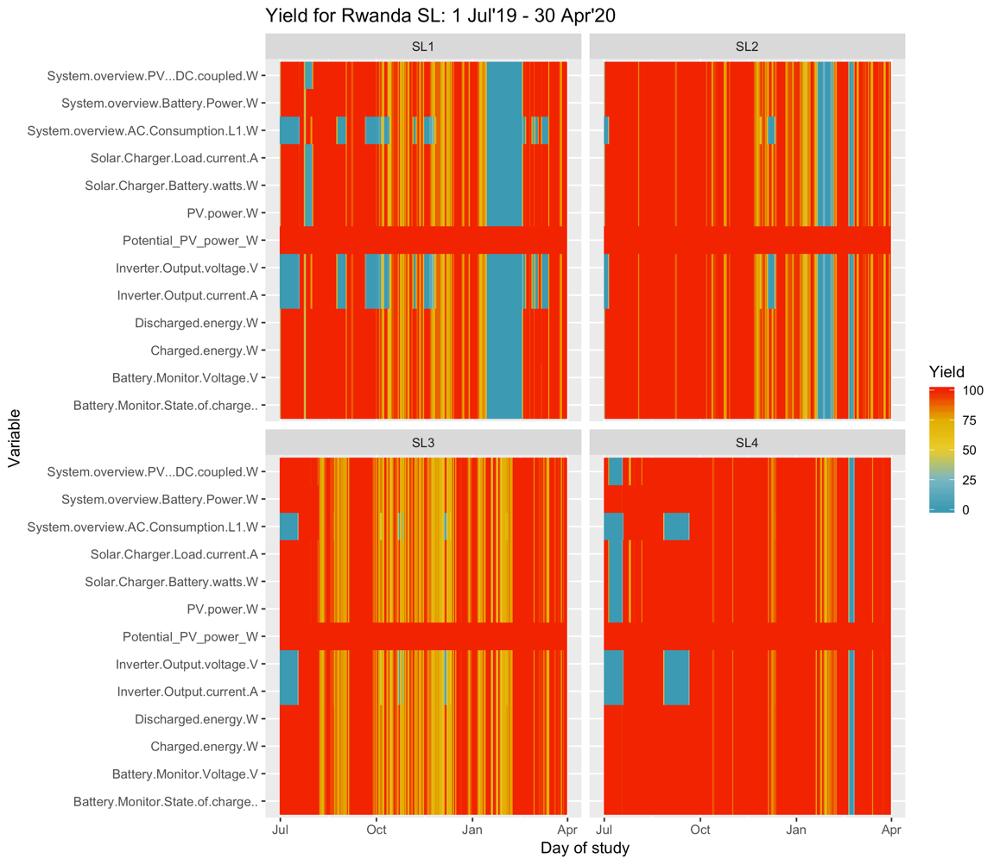 Yield for Rwanda SL: 1 Jul'19 - 30 Apr'20
SL1
SL2
System.overview.PV...DC.coupled.W
System.overview.Battery.Power.W
System.overview.AC.Consumption.L1.W
Solar.Charger.Load.current.A
Solar.Charger.Battery.watts.W
PV.power.W
Potential_PV_power_W
Inverter.Output.voltage.V
Inverter.Output.current.A
Discharged.energy.W
Charged.energy.W
Battery.Monitor.Voltage.V
Battery.Monitor.State.of.charge..
Variable
SL3
SL4
System.overview.PV...DC.coupled.W
System.overview.Battery.Power.W
System.overview.AC.Consumption.L1.W
Solar.Charger.Load.current.A
Solar.Charger.Battery.watts.W
PV.power.W
Potential_PV_power_W
Inverter.Output.voltage.V
Inverter.Output.current.A
Discharged.energy.W
Charged.energy.W
Battery.Monitor.Voltage.V
Battery.Monitor.State.of.charge..
Jul Oct Jan Apr
Jul Oct Jan Apr
Day of study
Yield
100
75
50
25
0